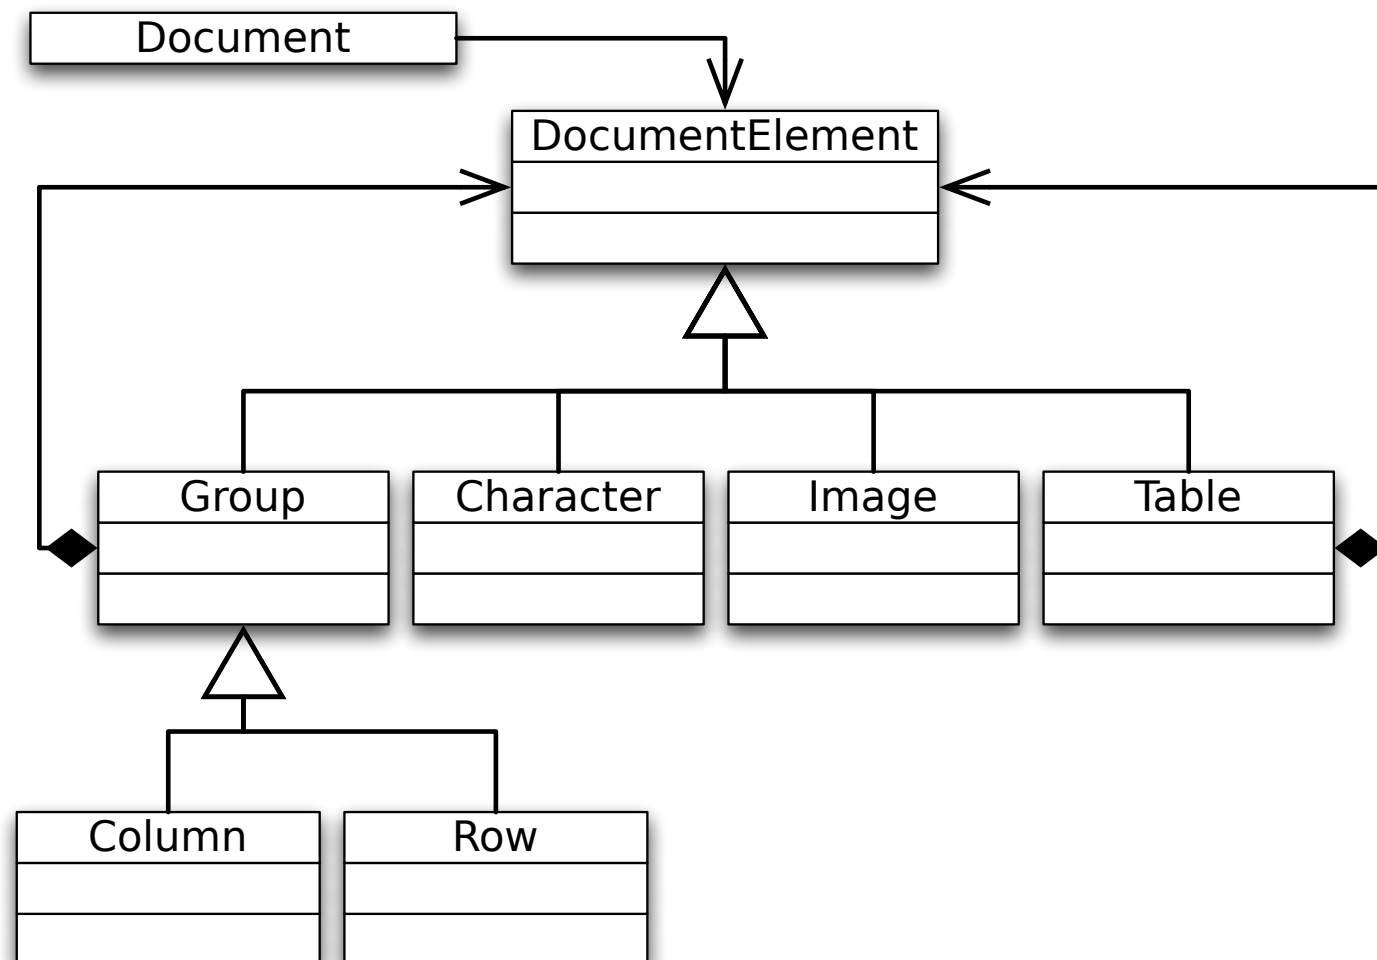 Document
DocumentElement
Group
Character
Image
Table
Column
Row